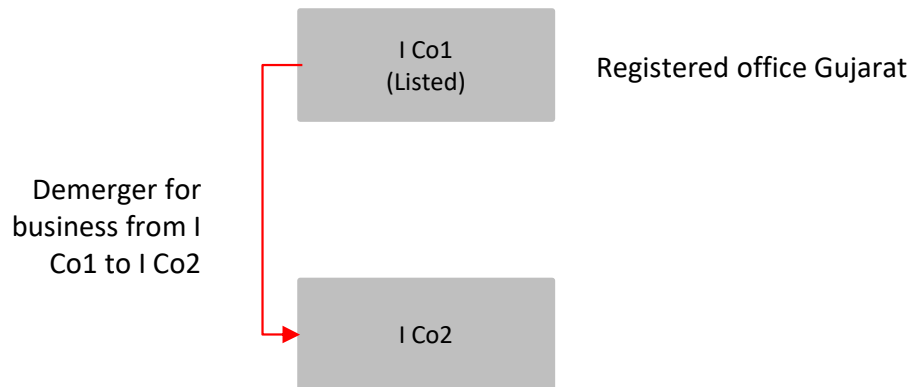 I Co1
(Listed)
Registered office Gujarat
Demerger for
business from I
Co1 to I Co2
I Co2